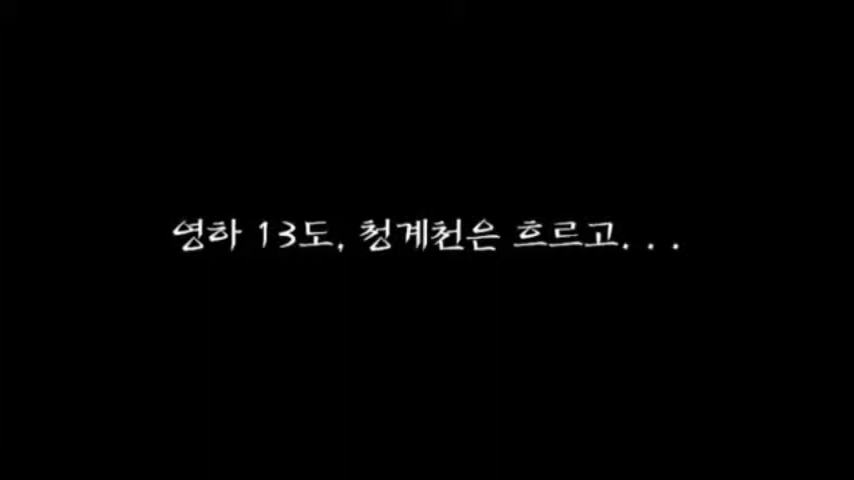 영하 13도, 청계천은 흐르고. . .